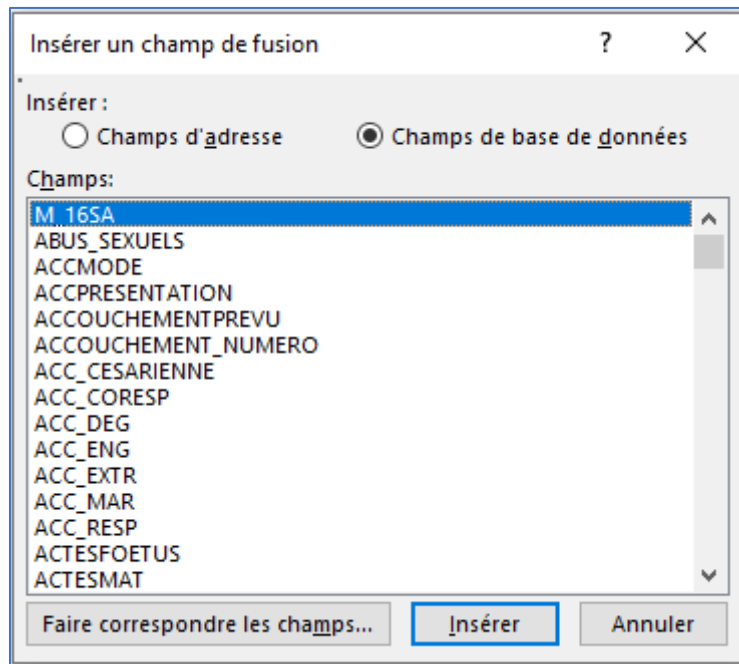 Insérer un champ de fusion ?
Insérer :
Champs d'adresse Champs de base de données
Champs:
M_16SA
ABUS_SEXUELS
ACCMODE
ACCPRESENTATION
ACCOUCHEMENTPREVU
ACCOUCHEMENT_NUMERO
ACC_CESARIENNE
ACC_CORESP
ACC_DEG
ACC_ENG
ACC_EXTR
ACC_MAR
ACC_RESP
ACTESFOETUS
ACTESMAT
Faire correspondre les champs... Insérer Annuler